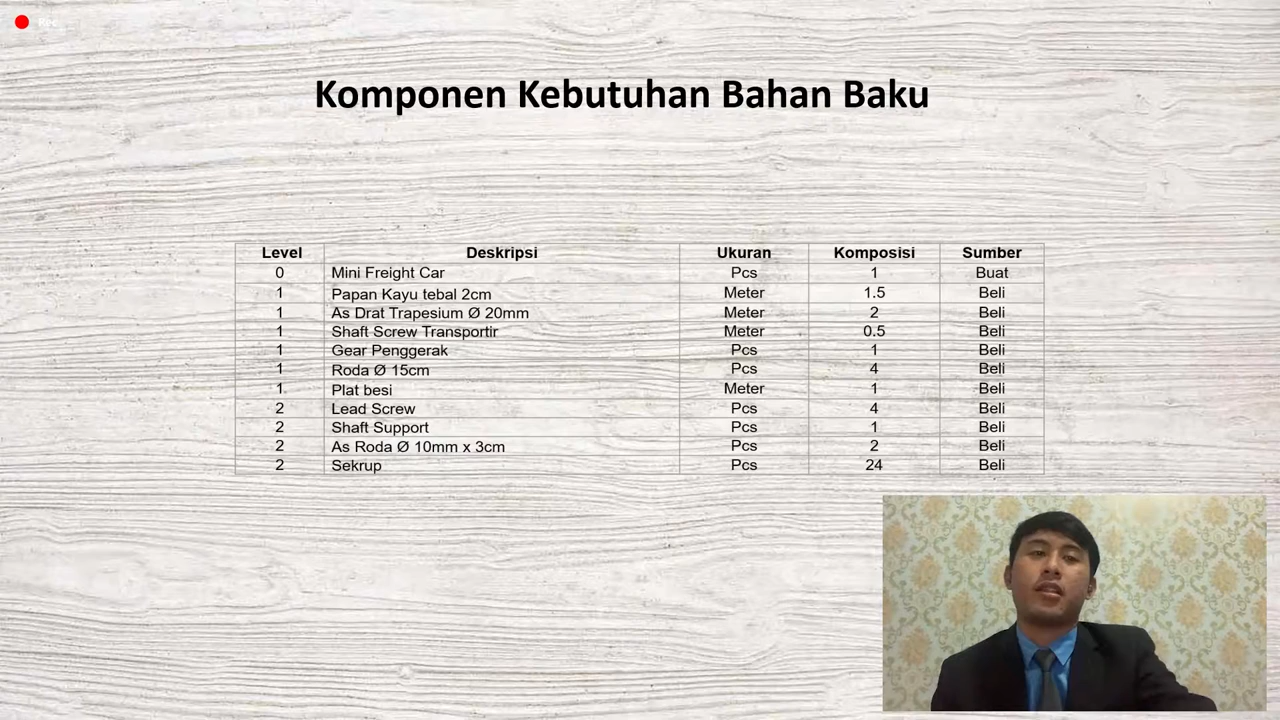 Rec
Komponen Kebutuhan Bahan Baku
Level Deskripsi Ukuran Komposisi Sumber
0 Mini Freight Car Pcs 1 Buat
1 Papan Kayu tebal 2cm Meter 1.5 Beli
1 As Drat Trapesium Ø 20mm Meter 2 Beli
1 Shaft Screw Transportir Meter 0.5 Beli
1 Gear Penggerak Pcs 1 Beli
1 Roda Ø 15cm Pcs 4 Beli
1 Plat besi Meter 1 Beli
2 Lead Screw Pcs 4 Beli
2 Shaft Support Pcs 1 Beli
2 As Roda Ø 10mm x 3cm Pcs 2 Beli
2 Sekrup Pcs 24 Beli